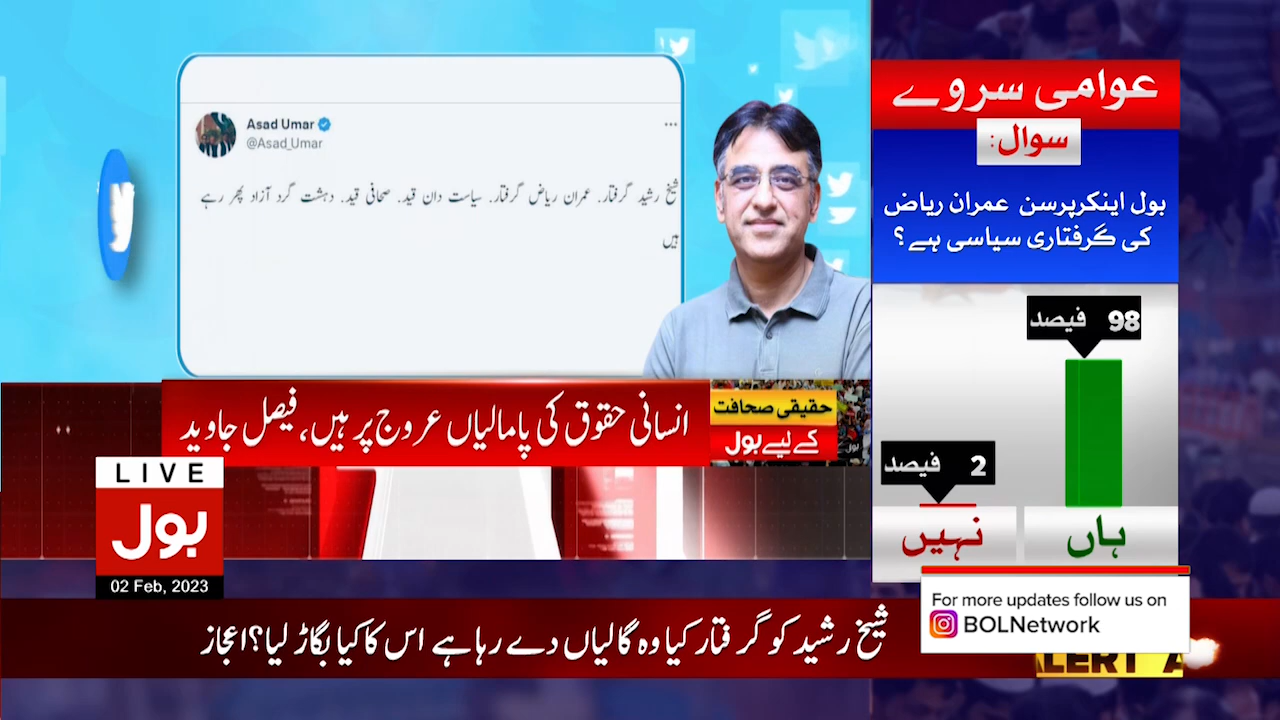 Asad Umar
@Asad_Umar
شیخ رشید گرفتار. عمران ریاض گرفتار. سیاست دان قید. صحافی قید. دہشت گرد آزاد پھر رہے
ہیں
عوامی سروے
سوال:
بول اینکرپرسن عمران ریاض
کی گرفتاری سیاسی ہے؟
98 فیصد
2 فیصد
ہاں
نہیں
حقیقی صحافت
کے لیے بول
انسانی حقوق کی پامالیاں عروج پر ہیں، فیصل جاوید
LIVE
بول
02 Feb, 2023
شیخ رشید کو گرفتار کیا وہ گالیاں دے رہا ہے اس کا کیا بگاڑ لیا؟ اعجاز
For more updates follow us on
BOLNetwork
ALERT